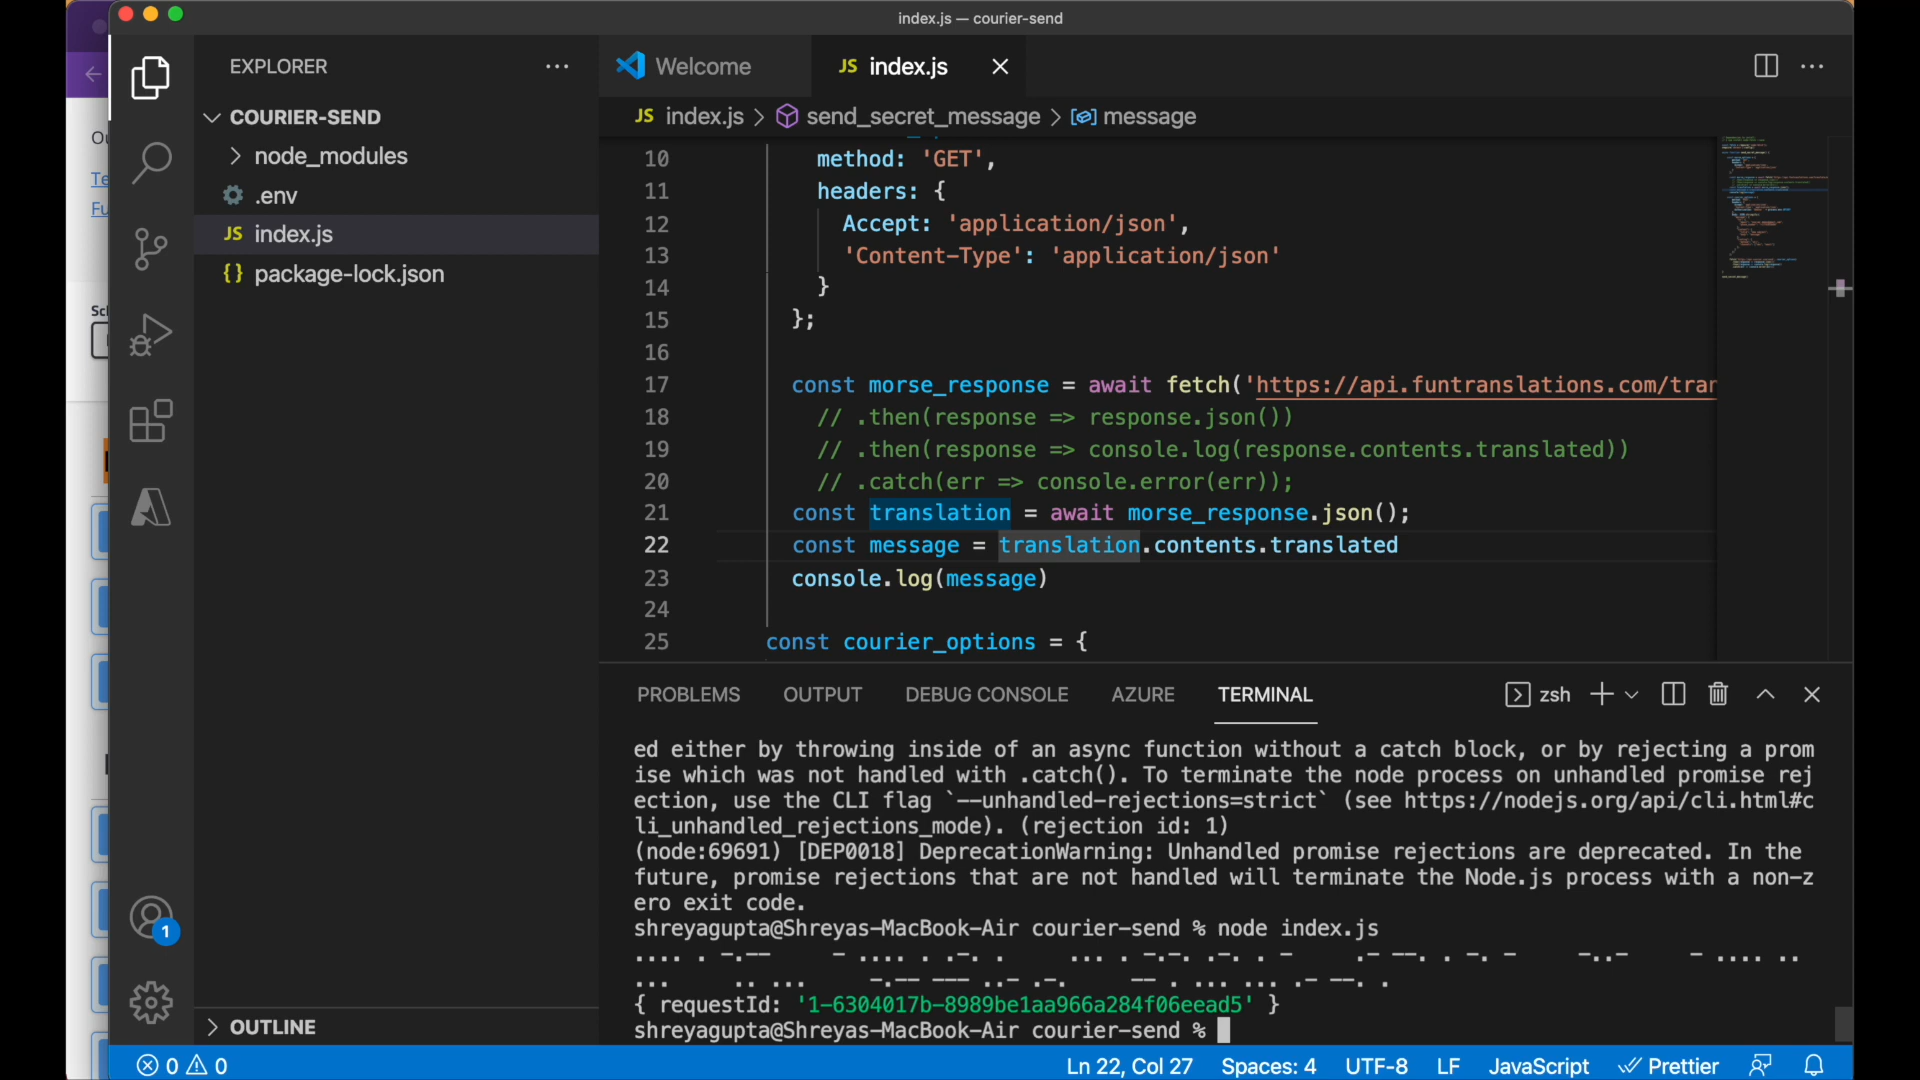 index.js — courier-send
EXPLORER
Welcome
JS index.js
COURIER-SEND
JS index.js > send_secret_message > message
node_modules
.env
JS index.js
{} package-lock.json
10 method: 'GET',
11 headers: {
12 Accept: 'application/json',
13 'Content-Type': 'application/json'
14 }
15 };
16
17 const morse_response = await fetch('https://api.funtranslations.com/tran
18 // .then(response => response.json())
19 // .then(response => console.log(response.contents.translated))
20 // .catch(err => console.error(err));
21 const translation = await morse_response.json();
22 const message = translation.contents.translated
23 console.log(message)
24
25 const courier_options = {
PROBLEMS OUTPUT DEBUG CONSOLE AZURE TERMINAL zsh
ed either by throwing inside of an async function without a catch block, or by rejecting a prom
ise which was not handled with .catch(). To terminate the node process on unhandled promise rej
ection, use the CLI flag `--unhandled-rejections=strict` (see https://nodejs.org/api/cli.html#c
li_unhandled_rejections_mode). (rejection id: 1)
(node:69691) [DEP0018] DeprecationWarning: Unhandled promise rejections are deprecated. In the
future, promise rejections that are not handled will terminate the Node.js process with a non-z
ero exit code.
shreyagupta@Shreyas-MacBook-Air courier-send % node index.js
.... . -.--     - .... . .-. .     ... . -.-. .-. . -     .- --. . -. -     -..-     - .... ..
...     .. ...     -.-- --- ..- .-.     -- . ... ... .- --. .
{ requestId: '1-6304017b-8989be1aa966a284f06eead5' }
shreyagupta@Shreyas-MacBook-Air courier-send %
1
OUTLINE
0 0
Ln 22, Col 27 Spaces: 4 UTF-8 LF JavaScript Prettier